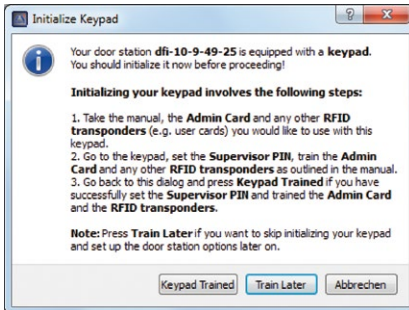 Initialize Keypad
Your door station dfi-10-9-49-25 is equipped with a keypad.
You should initialize it now before proceeding!
Initializing your keypad involves the following steps:
1. Take the manual, the Admin Card and any other RFID
transponders (e.g. user cards) you would like to use with this
keypad.
2. Go to the keypad, set the Supervisor PIN, train the Admin
Card and any other RFID transponders as outlined in the manual.
3. Go back to this dialog and press Keypad Trained if you have
successfully set the Supervisor PIN and trained the Admin Card
and the RFID transponders.
Note: Press Train Later if you want to skip initializing your keypad
and set up the door station options later on.
Keypad Trained Train Later Abbrechen